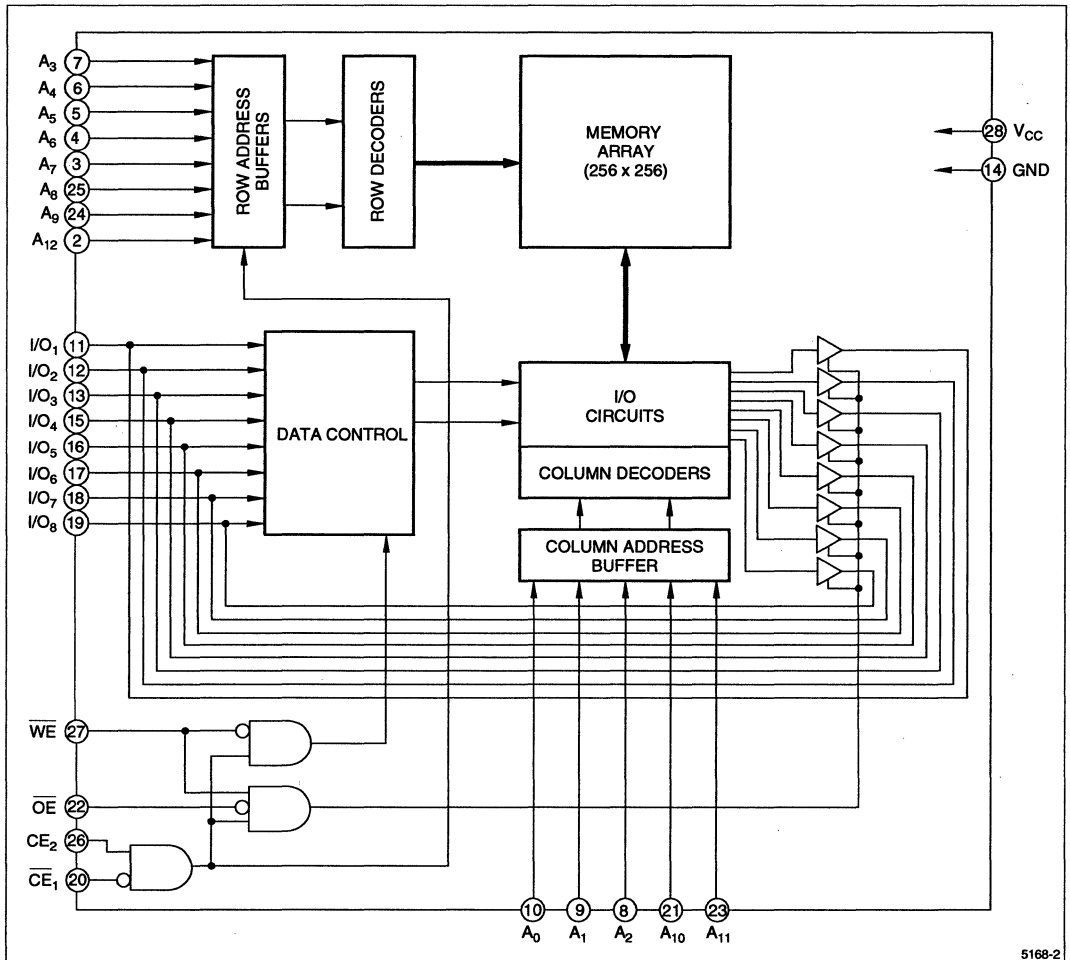 A3 7
A4 6
A5 5
A6 4
A7 3
A8 25
A9 24
A12 2
ROW ADDRESS
BUFFERS
ROW DECODERS
MEMORY
ARRAY
(256 x 256)
28 VCC
14 GND
I/O1 11
I/O2 12
I/O3 13
I/O4 15
I/O5 16
I/O6 17
I/O7 18
I/O8 19
DATA CONTROL
I/O
CIRCUITS
COLUMN DECODERS
COLUMN ADDRESS
BUFFER
W̅E̅ 27
O̅E̅ 22
CE2 26
C̅E̅1 20
10 9 8 21 23
A0 A1 A2 A10 A11
5168-2